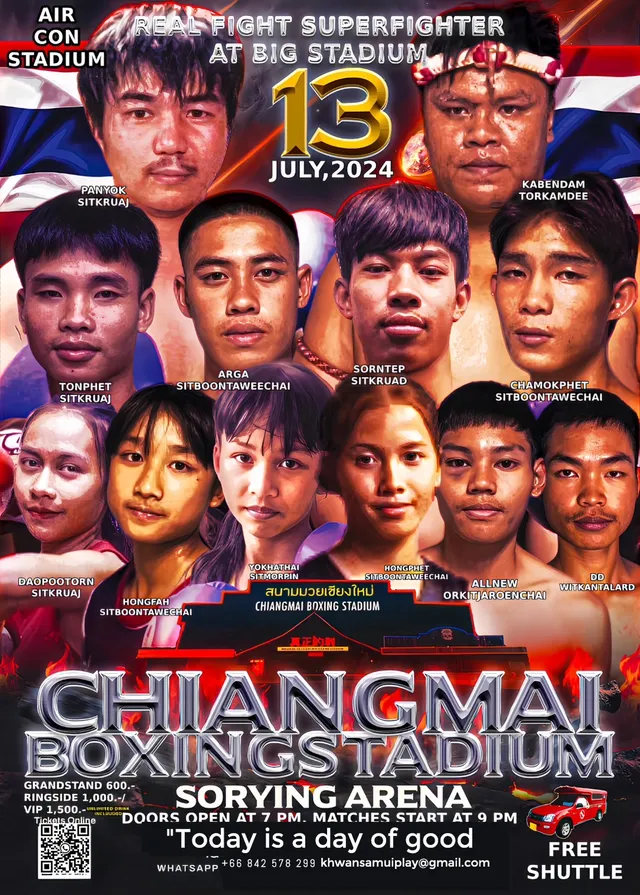 AIR
CON
STADIUM
REAL FIGHT SUPERFIGHTER
AT BIG STADIUM
13
JULY,2024
PANYOK
SITKRUAJ
KABENDAM
TORKAMDEE
TONPHET
SITKRUAJ
ARGA
SITBOONTAWEECHAI
SORNTEP
SITKRUAD
CHAMOKPHET
SITBOONTAWEECHAI
DAOPOOTORN
SITKRUAJ
HONGFAH
SITBOONTAWECHAI
YOKHATHAI
SITMORPIN
HONGPHET
SITBOONTAWEECHAI
ALLNEW
ORKITJAROENCHAI
DD
WITKANTALARD
สนามมวยเชียงใหม่
CHIANGMAI BOXING STADIUM
CHIANGMAI
BOXINGSTADIUM
GRANDSTAND 600.-
RINGSIDE 1,000.-/
VIP 1,500.- UNLIMITED DRINK
INCLUDED
Tickets Online
SORYING ARENA
DOORS OPEN AT 7 PM. MATCHES START AT 9 PM
"Today is a day of good
WHATSAPP +66 842 578 299 khwansamuiplay@gmail.com
FREE
SHUTTLE